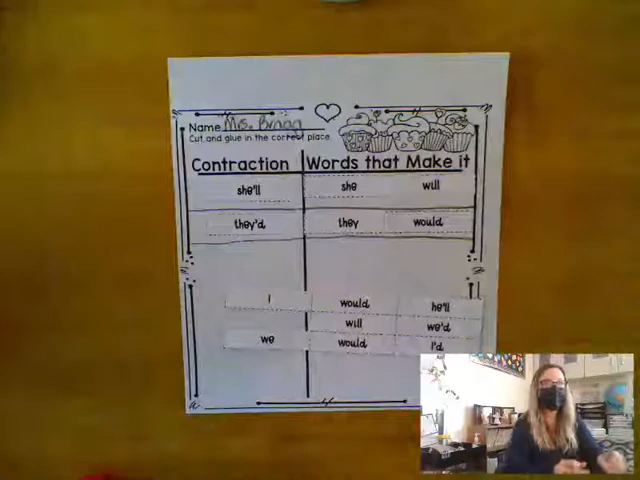 Name Mrs. Bragg
Cut and glue in the correct place.
Contraction Words that Make it
she'll she will
they'd they would
I would he'll
will we'd
we would I'd